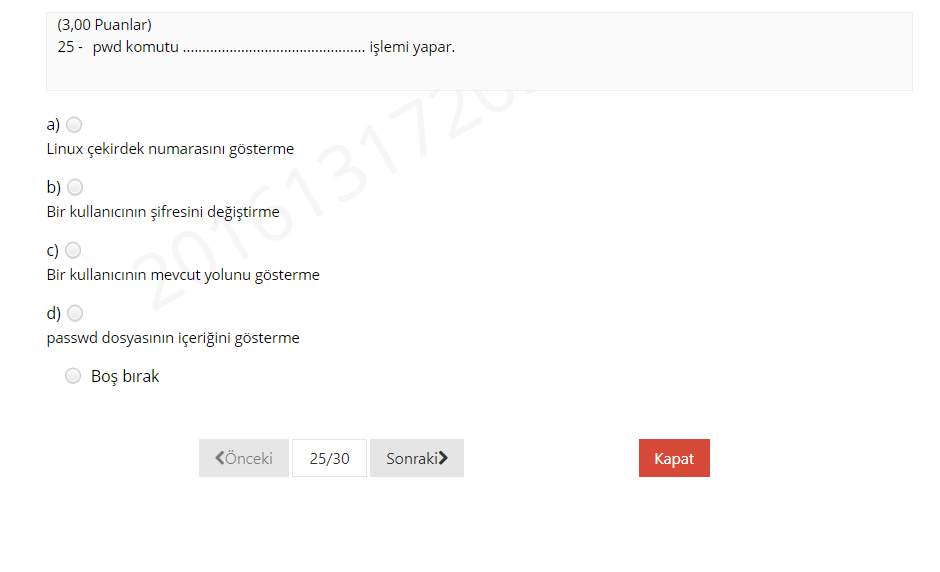 (3,00 Puanlar)
25 - pwd komutu ................................................ işlemi yapar.
a)
Linux çekirdek numarasını gösterme
b)
Bir kullanıcının şifresini değiştirme
c)
Bir kullanıcının mevcut yolunu gösterme
d)
passwd dosyasının içeriğini gösterme
Boş bırak
Önceki 25/30 Sonraki Kapat